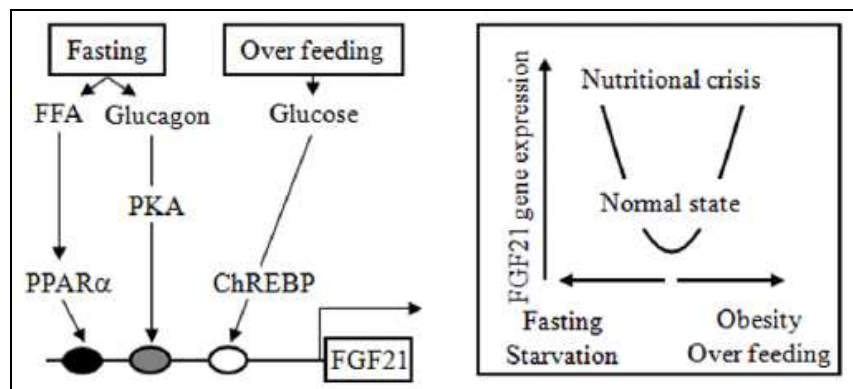 Fasting
Over feeding
FFA
Glucagon
Glucose
PKA
PPARα
ChREBP
FGF21
FGF21 gene expression
Nutritional crisis
Normal state
Fasting
Starvation
Obesity
Over feeding